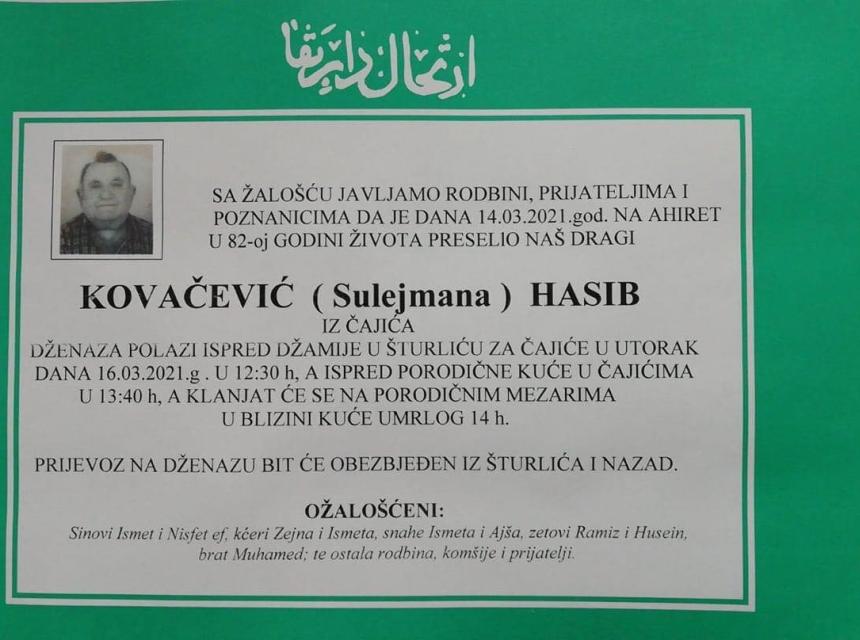 ارتحال دار بقا
SA ŽALOŠĆU JAVLJAMO RODBINI, PRIJATELJIMA I
POZNANICIMA DA JE DANA 14.03.2021.god. NA AHIRET
U 82-oj GODINI ŽIVOTA PRESELIO NAŠ DRAGI
KOVAČEVIĆ ( Sulejmana ) HASIB
IZ ČAJIĆA
DŽENAZA POLAZI ISPRED DŽAMIJE U ŠTURLIĆU ZA ČAJIĆE U UTORAK
DANA 16.03.2021.g . U 12:30 h, A ISPRED PORODIČNE KUĆE U ČAJIĆIMA
U 13:40 h, A KLANJAT ĆE SE NA PORODIČNIM MEZARIMA
U BLIZINI KUĆE UMRLOG 14 h.
PRIJEVOZ NA DŽENAZU BIT ĆE OBEZBJEĐEN IZ ŠTURLIĆA I NAZAD.
OŽALOŠĆENI:
Sinovi Ismet i Nisfet ef, kćeri Zejna i Ismeta, snahe Ismeta i Ajša, zetovi Ramiz i Husein,
brat Muhamed; te ostala rodbina, komšije i prijatelji.